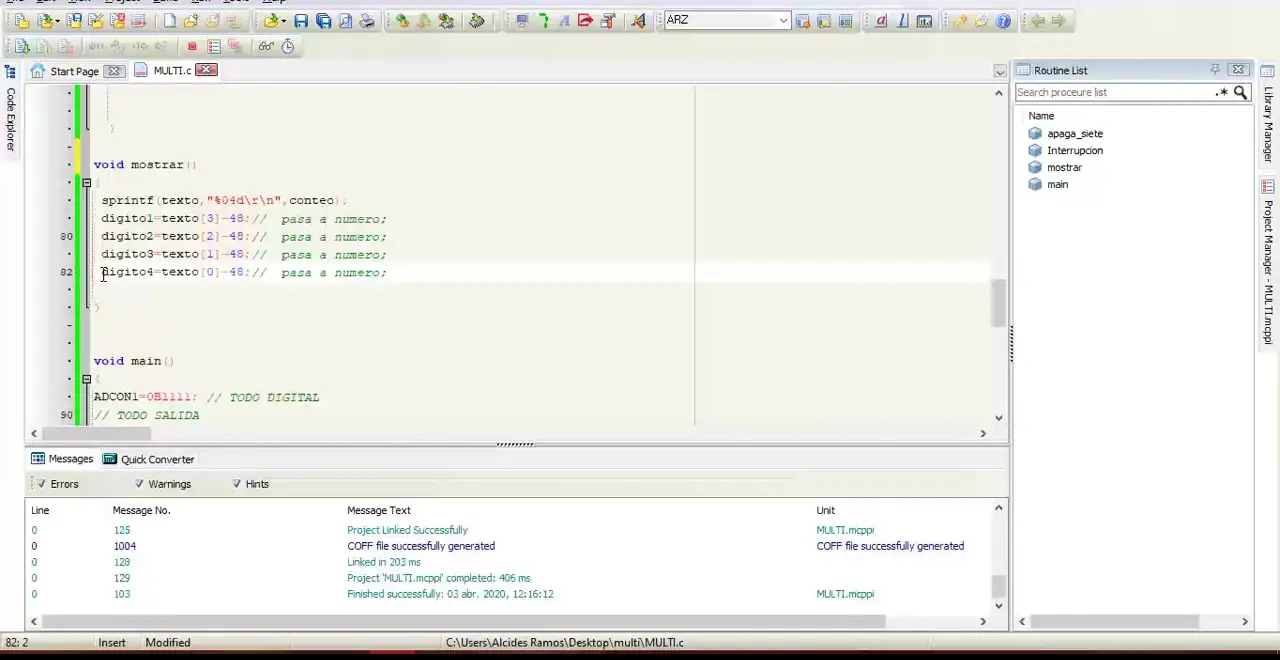 ARZ
Start Page
MULTI.c
Code Explorer
void mostrar()
{
sprintf(texto,"%04d\r\n",conteo);
digito1=texto[3]-48;// pasa a numero;
80 digito2=texto[2]-48;// pasa a numero;
digito3=texto[1]-48;// pasa a numero;
82 digito4=texto[0]-48;// pasa a numero;
}
void main()
{
ADCON1=0B1111; // TODO DIGITAL
90 // TODO SALIDA
Routine List
Search proceure list
.*
Name
apaga_siete
Interrupcion
mostrar
main
Library Manager
Project Manager - MULTI.mcppi
Messages Quick Converter
Errors Warnings Hints
Line Message No. Message Text Unit
0 125 Project Linked Successfully MULTI.mcppi
0 1004 COFF file successfully generated COFF file successfully generated
0 128 Linked in 203 ms
0 129 Project 'MULTI.mcppi' completed: 406 ms
0 103 Finished successfully: 03 abr. 2020, 12:16:12 MULTI.mcppi
82: 2 Insert Modified C:\Users\Alcides Ramos\Desktop\multi\MULTI.c